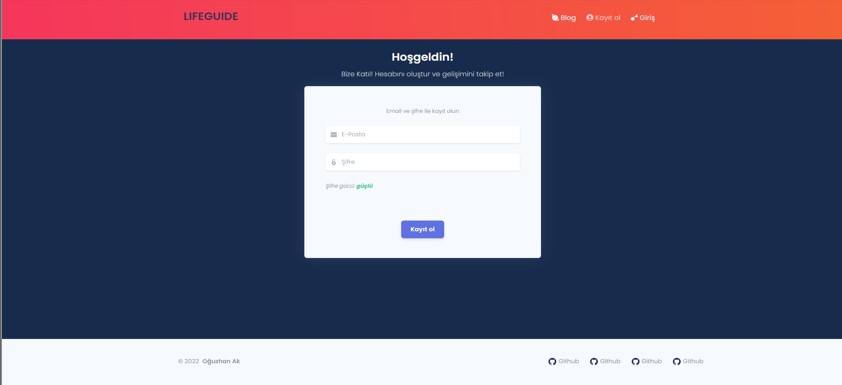 LIFEGUIDE
Blog Kayıt ol Giriş
Hoşgeldin!
Bize Katıl! Hesabını oluştur ve gelişimini takip et!
Email ve şifre ile kayıt olun
E-Posta
Şifre
Şifre gücü: güçlü
Kayıt ol
© 2022 Oğuzhan Ak
Github Github Github Github